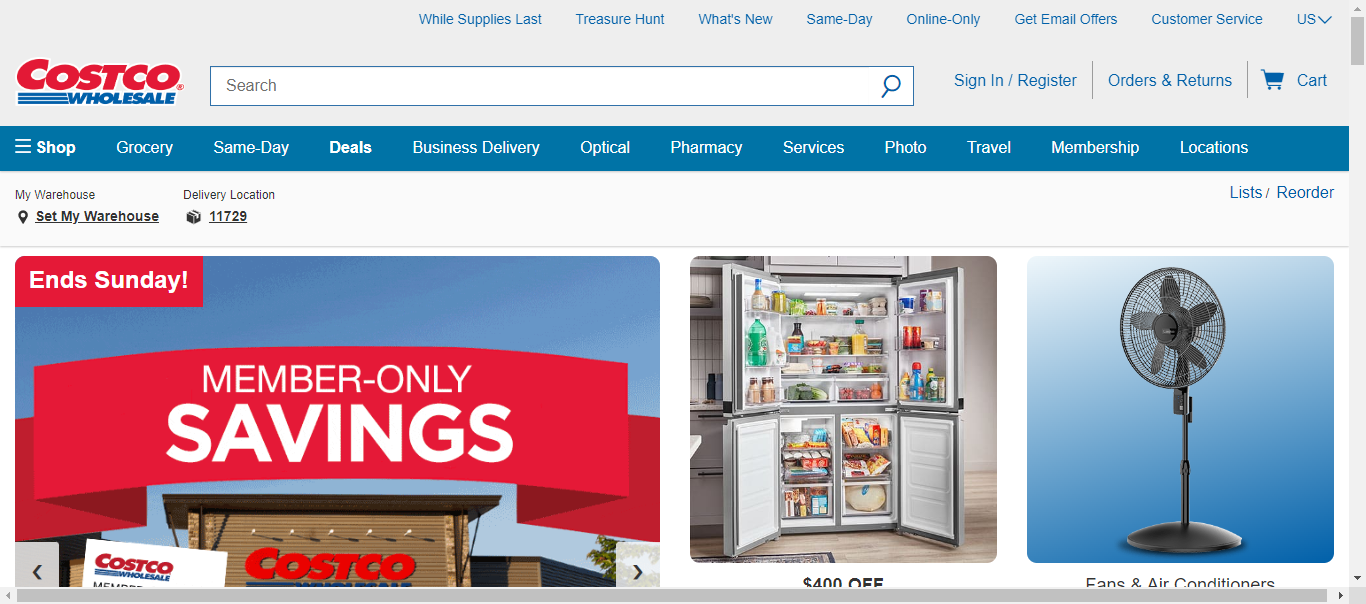 While Supplies Last Treasure Hunt What's New Same-Day Online-Only Get Email Offers Customer Service US
COSTCO
WHOLESALE
Search
Sign In / Register Orders & Returns Cart
Shop Grocery Same-Day Deals Business Delivery Optical Pharmacy Services Photo Travel Membership Locations
My Warehouse Delivery Location
Set My Warehouse 11729
Lists / Reorder
Ends Sunday!
MEMBER-ONLY
SAVINGS
COSTCO
WHOLESALE
COSTCO
$400 OFF
Fans & Air Conditioners